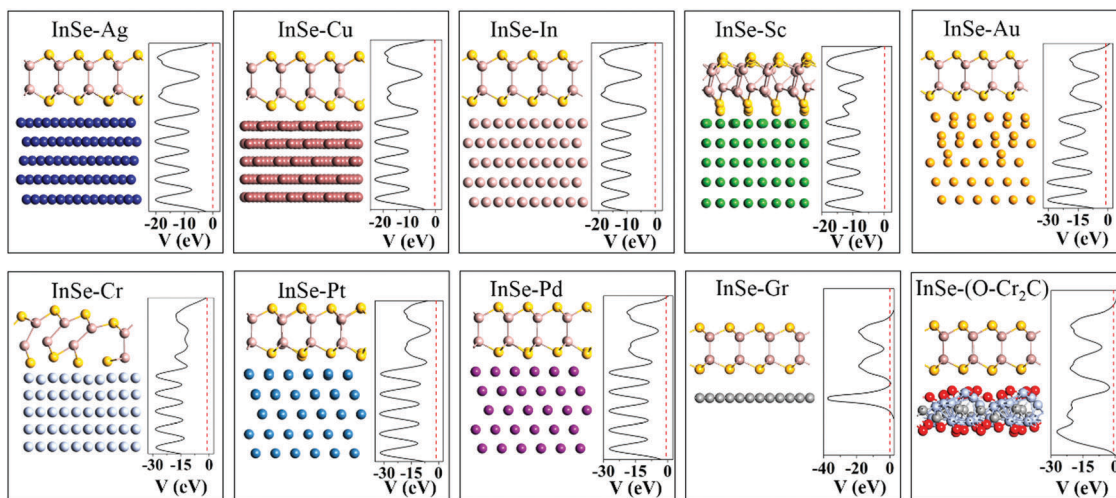 InSe-Ag
InSe-Cu
InSe-In
InSe-Sc
InSe-Au
-20 -10 0
V (eV)
-20 -10 0
V (eV)
-20 -10 0
V (eV)
-20 -10 0
V (eV)
-30 -15 0
V (eV)
InSe-Cr
InSe-Pt
InSe-Pd
InSe-Gr
InSe-(O-Cr₂C)
-30 -15 0
V (eV)
-30 -15 0
V (eV)
-30 -15 0
V (eV)
-40 -20 0
V (eV)
-30 -15 0
V (eV)